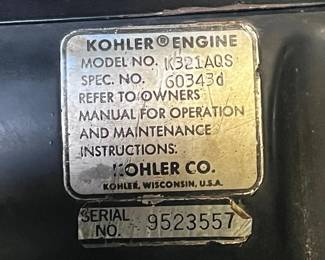 KOHLER® ENGINE
MODEL NO. K321AQS
SPEC. NO. 60343d
REFER TO OWNERS
MANUAL FOR OPERATION
AND MAINTENANCE
INSTRUCTIONS.
KOHLER CO.
KOHLER, WISCONSIN, U.S.A.
SERIAL NO. 9523557